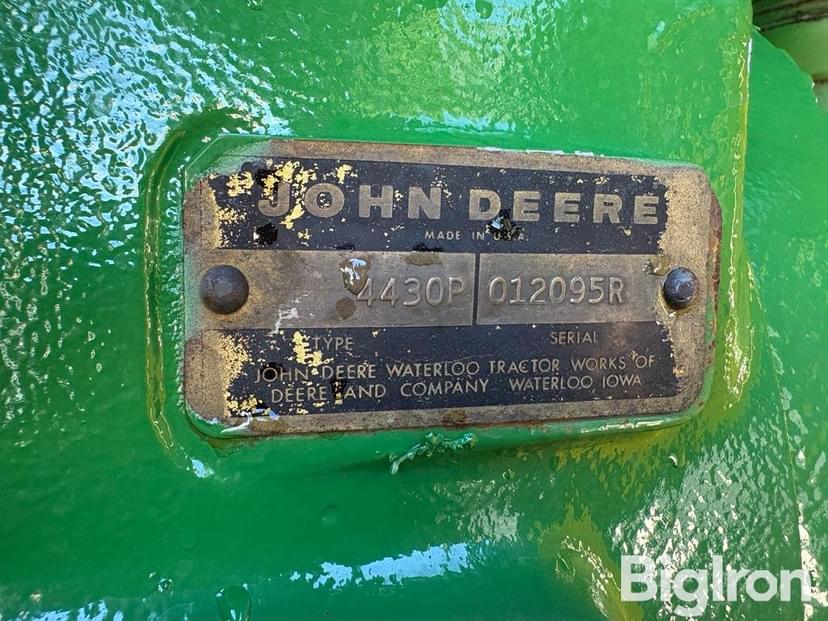 JOHN DEERE
MADE IN U.S.A.
4430P 012095R
TYPE SERIAL
JOHN DEERE WATERLOO TRACTOR WORKS OF
DEERE AND COMPANY WATERLOO, IOWA
BigIron